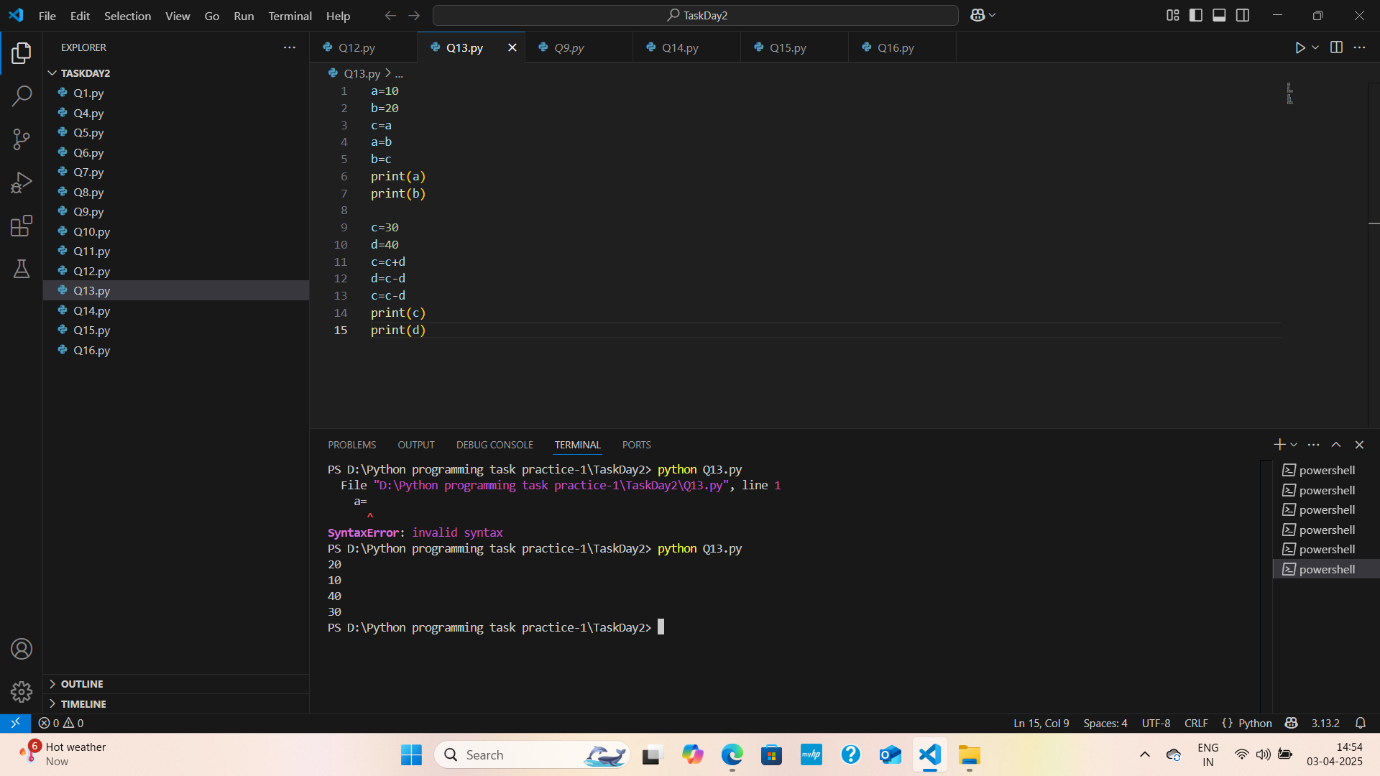 File Edit Selection View Go Run Terminal Help
TaskDay2
EXPLORER
TASKDAY2
Q1.py
Q4.py
Q5.py
Q6.py
Q7.py
Q8.py
Q9.py
Q10.py
Q11.py
Q12.py
Q13.py
Q14.py
Q15.py
Q16.py
OUTLINE
TIMELINE
Q12.py Q13.py Q9.py Q14.py Q15.py Q16.py
Q13.py > ...
1 a=10
2 b=20
3 c=a
4 a=b
5 b=c
6 print(a)
7 print(b)
8
9 c=30
10 d=40
11 c=c+d
12 d=c-d
13 c=c-d
14 print(c)
15 print(d)
PROBLEMS OUTPUT DEBUG CONSOLE TERMINAL PORTS
PS D:\Python programming task practice-1\TaskDay2> python Q13.py
File "D:\Python programming task practice-1\TaskDay2\Q13.py", line 1
a=
^
SyntaxError: invalid syntax
PS D:\Python programming task practice-1\TaskDay2> python Q13.py
20
10
40
30
PS D:\Python programming task practice-1\TaskDay2>
powershell
powershell
powershell
powershell
powershell
powershell
0 0
Ln 15, Col 9 Spaces: 4 UTF-8 CRLF {} Python 3.13.2
6
Hot weather
Now
Search
myhp
ENG
IN
14:54
03-04-2025